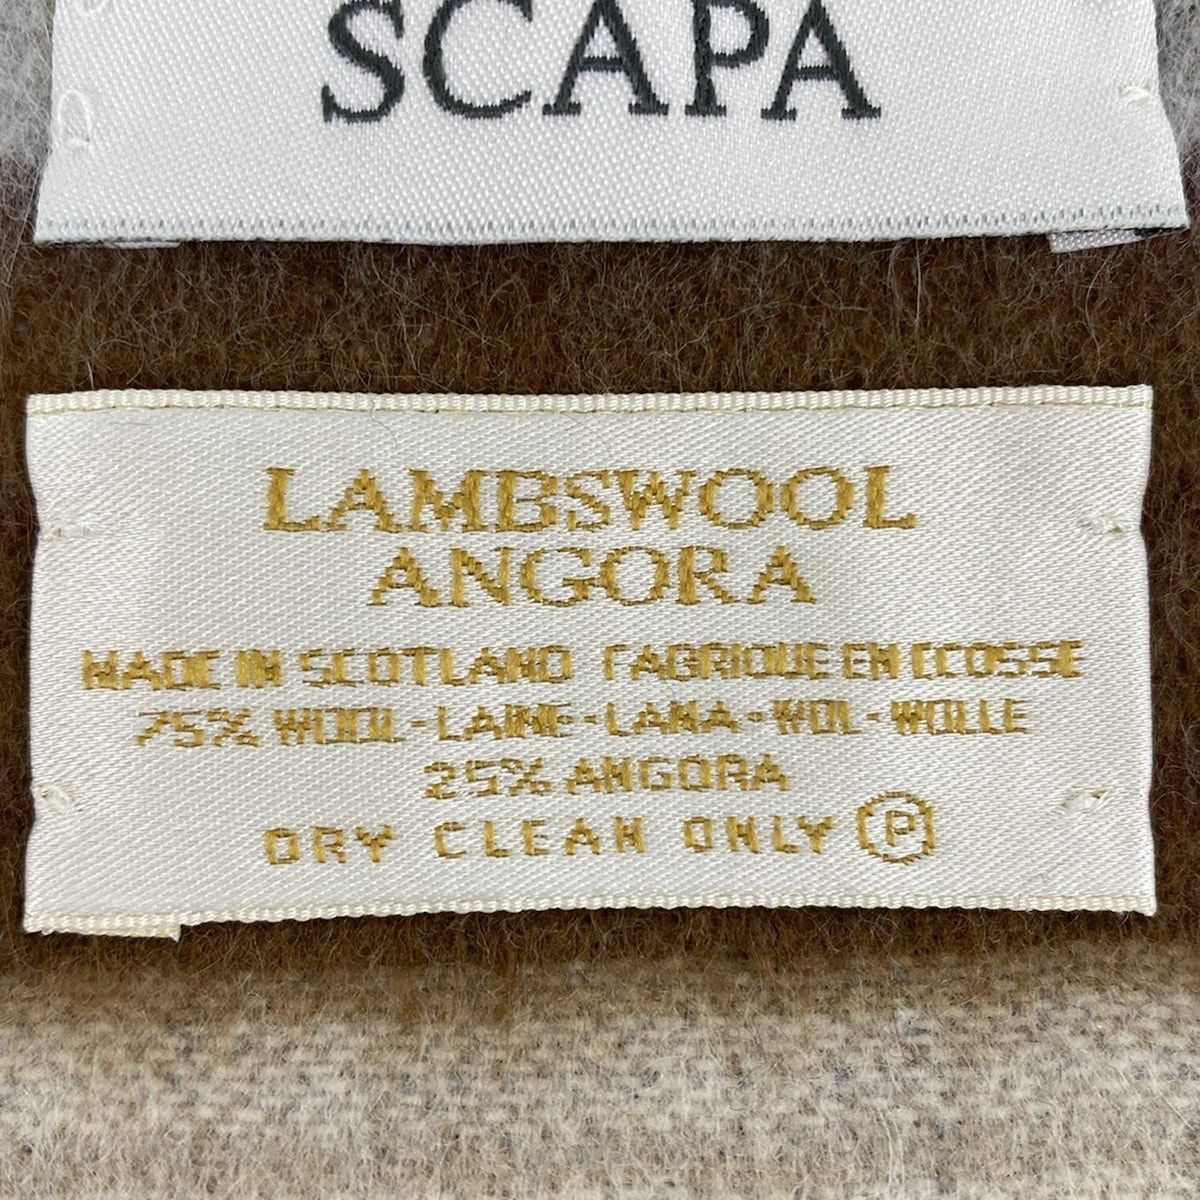 SCAPA
LAMBSWOOL
ANGORA
MADE IN SCOTLAND FABRIQUE EN ECOSSE
75% WOOL-LAINE-LANA-WOL-WOLLE
25% ANGORA
DRY CLEAN ONLY P